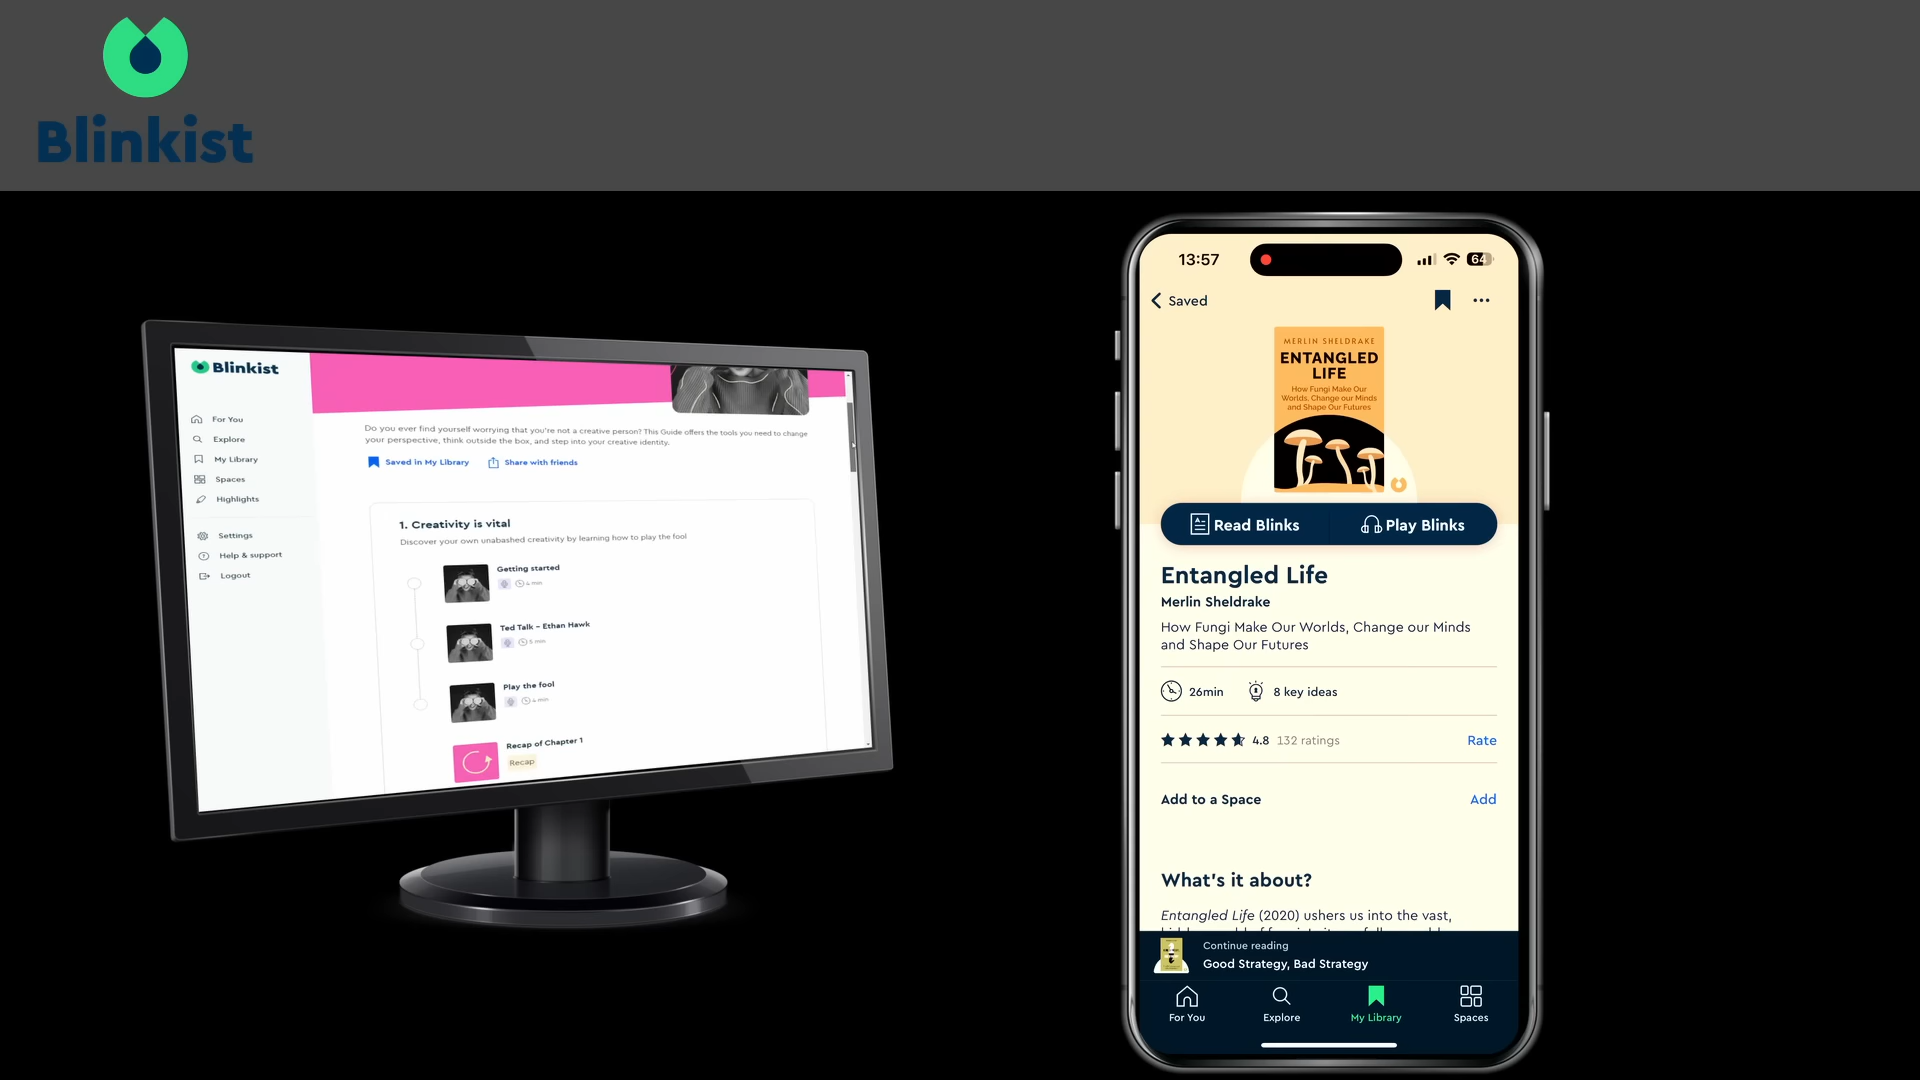 Blinkist
Blinkist
For You
Explore
My Library
Spaces
Highlights
Settings
Help & support
Logout
Do you ever find yourself worrying that you're not a creative person? This Guide offers the tools you need to change
your perspective, think outside the box, and step into your creative identity.
Saved in My Library
Share with friends
1. Creativity is vital
Discover your own unabashed creativity by learning how to play the fool
Getting started
4 min
Ted Talk – Ethan Hawk
5 min
Play the fool
4 min
Recap of Chapter 1
Recap
13:57
64
Saved
MERLIN SHELDRAKE
ENTANGLED
LIFE
How Fungi Make Our
Worlds, Change our Minds
and Shape Our Futures
Read Blinks
Play Blinks
Entangled Life
Merlin Sheldrake
How Fungi Make Our Worlds, Change our Minds
and Shape Our Futures
26min
8 key ideas
4.8 132 ratings
Rate
Add to a Space
Add
What's it about?
Entangled Life (2020) ushers us into the vast,
Continue reading
Good Strategy, Bad Strategy
For You
Explore
My Library
Spaces